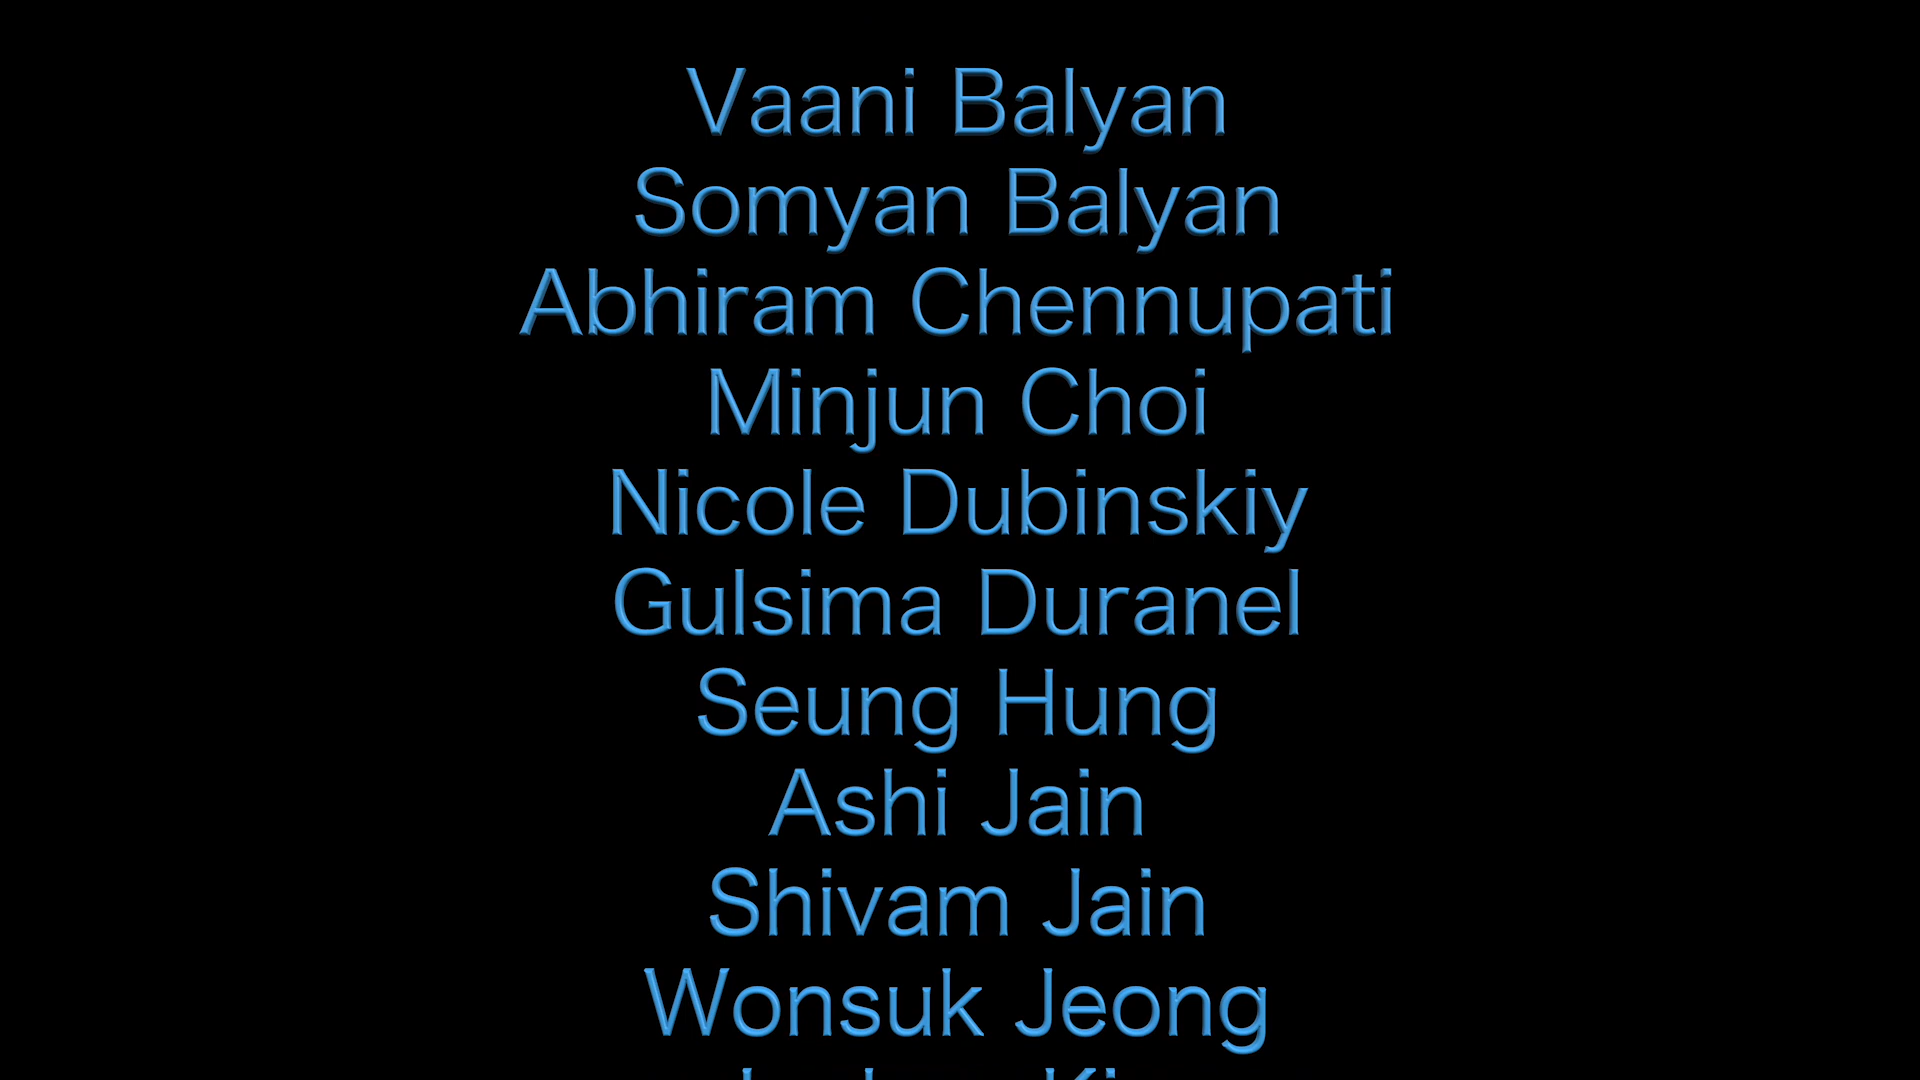 Vaani Balyan
Somyan Balyan
Abhiram Chennupati
Minjun Choi
Nicole Dubinskiy
Gulsima Duranel
Seung Hung
Ashi Jain
Shivam Jain
Wonsuk Jeong